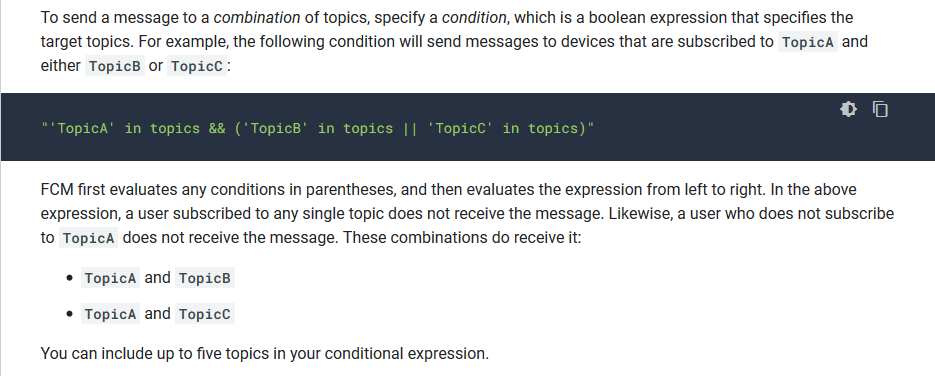 To send a message to a combination of topics, specify a condition, which is a boolean expression that specifies the
target topics. For example, the following condition will send messages to devices that are subscribed to TopicA and
either TopicB or TopicC:
"'TopicA' in topics && ('TopicB' in topics || 'TopicC' in topics)"
FCM first evaluates any conditions in parentheses, and then evaluates the expression from left to right. In the above
expression, a user subscribed to any single topic does not receive the message. Likewise, a user who does not subscribe
to TopicA does not receive the message. These combinations do receive it:
• TopicA and TopicB
• TopicA and TopicC
You can include up to five topics in your conditional expression.